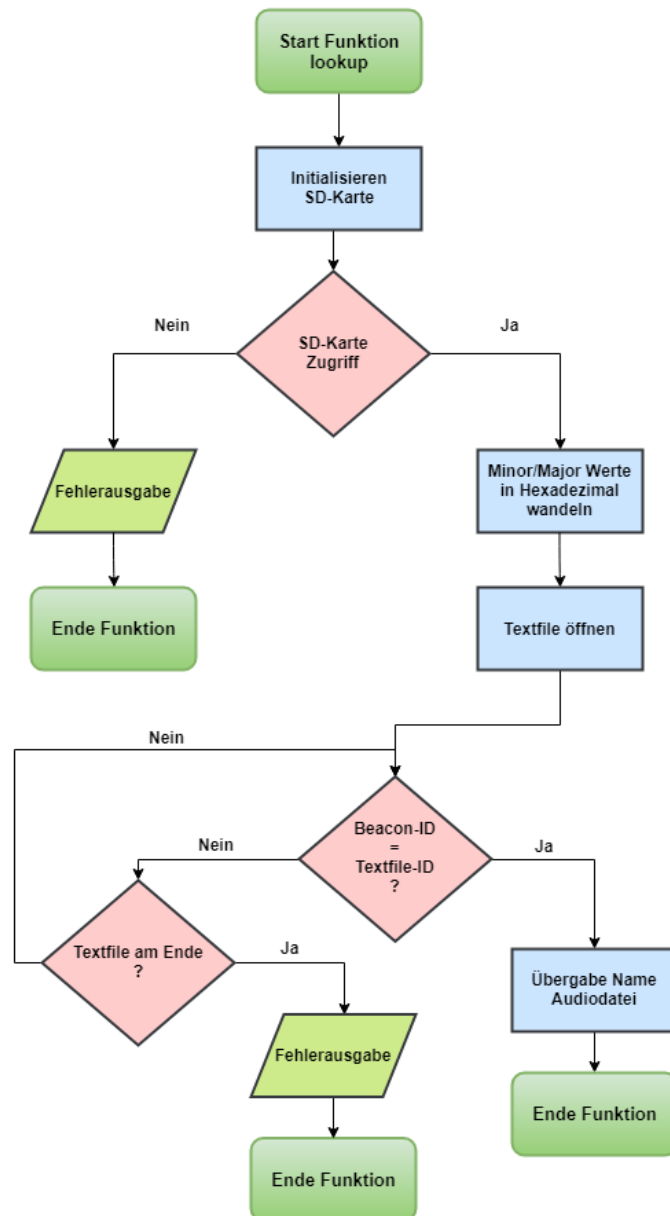 Start Funktion
lookup
Initialisieren
SD-Karte
Nein
Ja
SD-Karte
Zugriff
Fehlerausgabe
Minor/Major Werte
in Hexadezimal
wandeln
Ende Funktion
Textfile öffnen
Nein
Beacon-ID
=
Textfile-ID
?
Nein
Ja
Textfile am Ende
?
Ja
Übergabe Name
Audiodatei
Fehlerausgabe
Ende Funktion
Ende Funktion